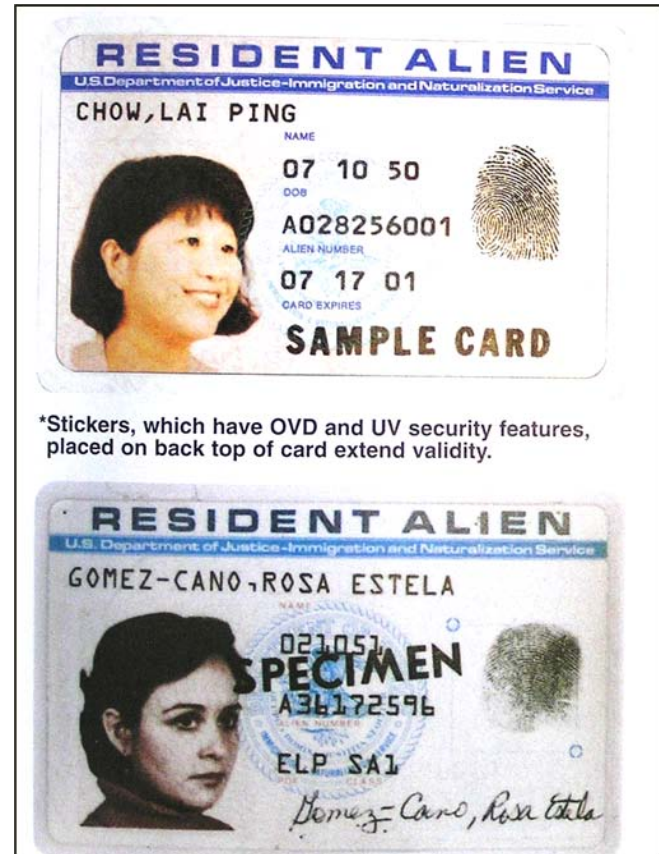 RESIDENT ALIEN
U.S. Department of Justice-Immigration and Naturalization Service
CHOW,LAI PING
NAME
07 10 50
DOB
A028256001
ALIEN NUMBER
07 17 01
CARD EXPIRES
SAMPLE CARD
*Stickers, which have OVD and UV security features,
placed on back top of card extend validity.
RESIDENT ALIEN
U.S. Department of Justice-Immigration and Naturalization Service
GOMEZ-CANO,ROSA ESTELA
NAME
021051
SPECIMEN
A36172596
ALIEN NUMBER
ELP SA1
POE CLASS
Gomez-Cano, Rosa Estela